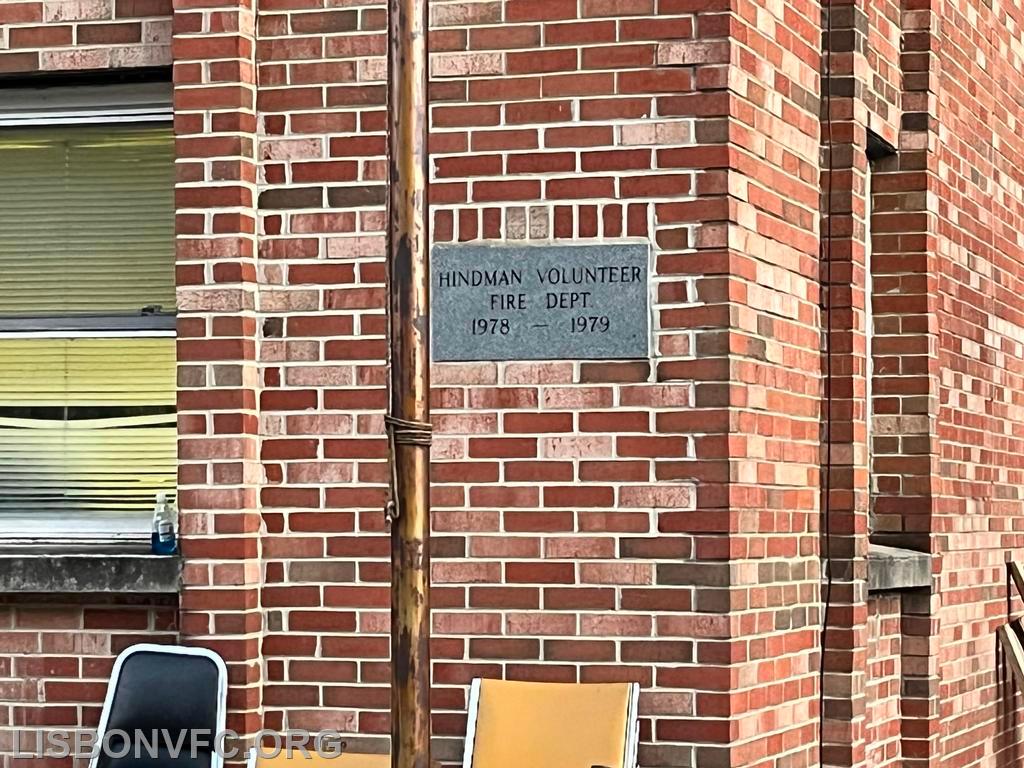 HINDMAN VOLUNTEER
FIRE DEPT.
1978 — 1979
LISBONVFC.ORG